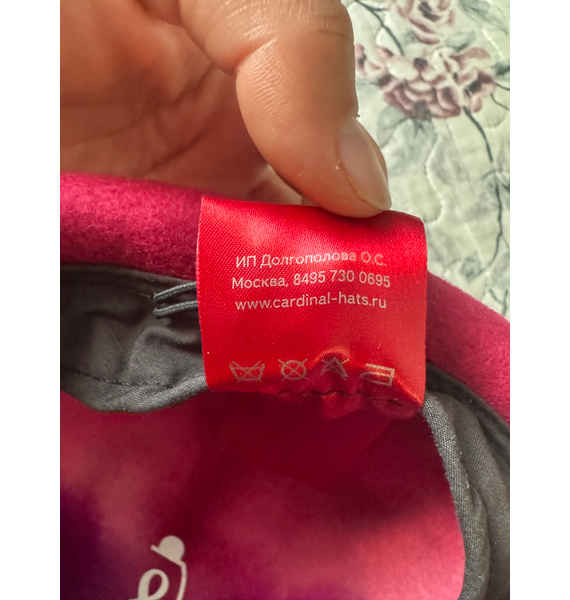 ИП Долгополова О.С.
Москва, 8495 730 0695
www.cardinal-hats.ru